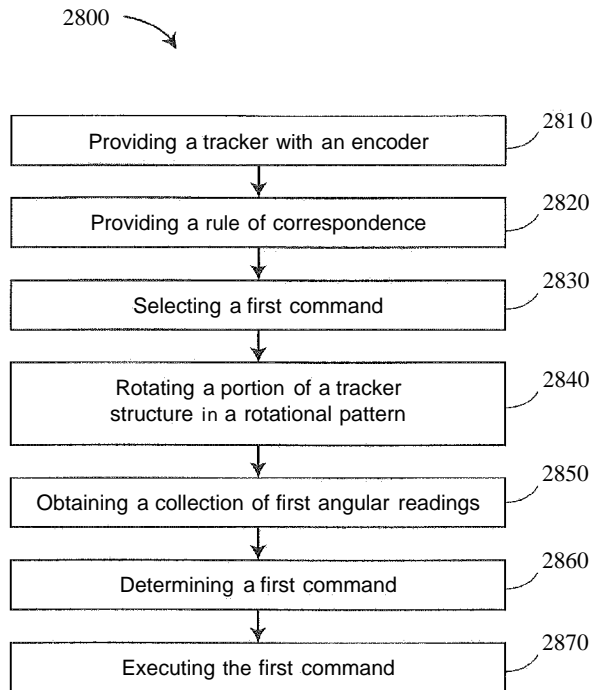 2800
Providing a tracker with an encoder
2810
Providing a rule of correspondence
2820
Selecting a first command
2830
Rotating a portion of a tracker
structure in a rotational pattern
2840
Obtaining a collection of first angular readings
2850
Determining a first command
2860
Executing the first command
2870